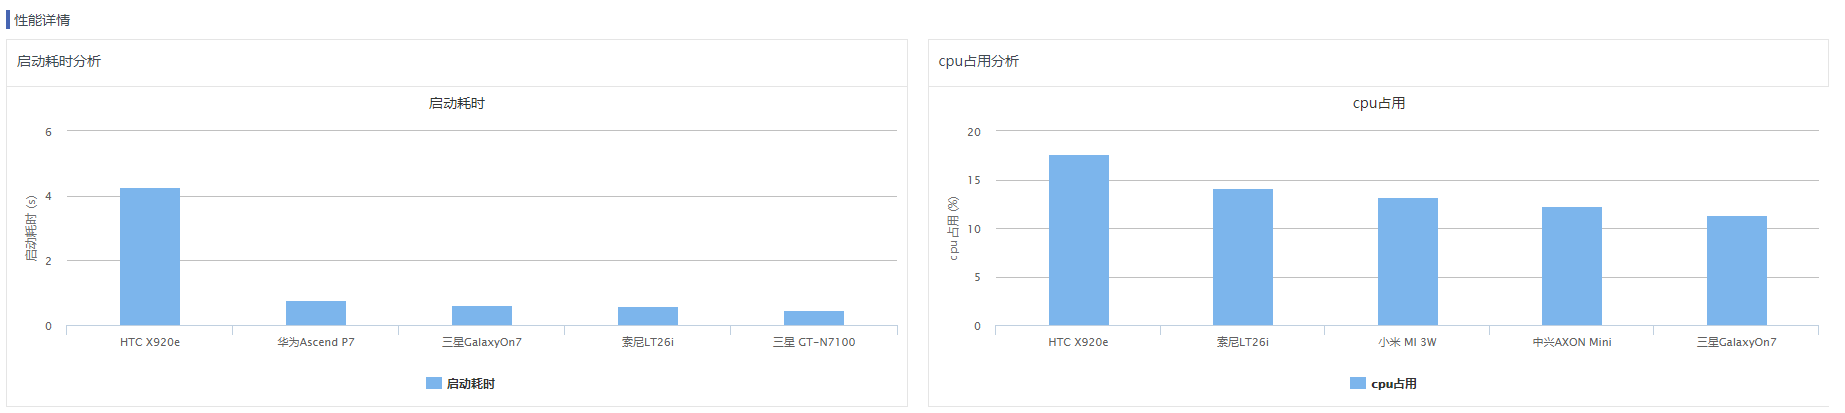 性能详情
启动耗时分析
启动耗时
6
4
2
0
启动耗时 (s)
HTC X920e
华为Ascend P7
三星GalaxyOn7
索尼LT26i
三星 GT-N7100
启动耗时
cpu占用分析
cpu占用
20
15
10
5
0
cpu 占用 (%)
HTC X920e
索尼LT26i
小米 MI 3W
中兴AXON Mini
三星GalaxyOn7
cpu占用